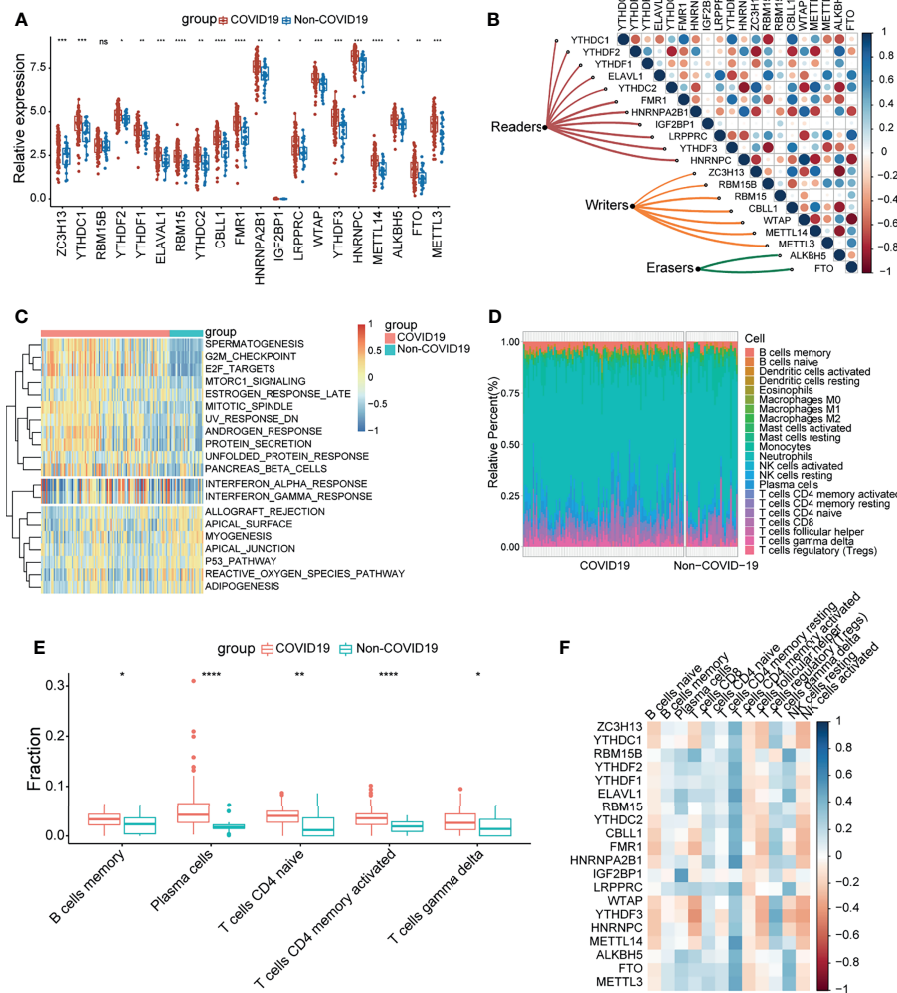 A
group COVID19 Non-COVID19
*** *** ns * ** **** **** ** **** **** ** * ** *** *** *** **** * ** ***
Relative expression
7.5
5.0
2.5
0.0
ZC3H13
YTHDC1
RBM15B
YTHDF2
YTHDF1
ELAVAL1
RBM15
YTHDC2
CBLL1
FMR1
HNRNPA2B1
IGF2BP1
LRPPRC
WTAP
YTHDF3
HNRNPC
METTL14
ALKBH5
FTO
METTL3
B
YTHDC1
YTHDF2
YTHDF1
ELAVL1
YTHDC2
FMR1
HNRNPA2B1
IGF2BP1
LRPPRC
YTHDF3
HNRNPC
ZC3H13
RBM15B
RBM15
CBLL1
WTAP
METTL14
METTL3
ALKBH5
FTO
Readers
Writers
Erasers
1
0.8
0.6
0.4
0.2
0
−0.2
−0.4
−0.6
−0.8
−1
C
group
SPERMATOGENESIS
G2M_CHECKPOINT
E2F_TARGETS
MTORC1_SIGNALING
ESTROGEN_RESPONSE_LATE
MITOTIC_SPINDLE
UV_RESPONSE_DN
ANDROGEN_RESPONSE
PROTEIN_SECRETION
UNFOLDED_PROTEIN_RESPONSE
PANCREAS_BETA_CELLS
INTERFERON_ALPHA_RESPONSE
INTERFERON_GAMMA_RESPONSE
ALLOGRAFT_REJECTION
APICAL_SURFACE
MYOGENESIS
APICAL_JUNCTION
P53_PATHWAY
REACTIVE_OXYGEN_SPECIES_PATHWAY
ADIPOGENESIS
1
0.5
0
−0.5
−1
group
COVID19
Non-COVID19
D
Relative Percent(%)
1.00
0.75
0.50
0.25
0.00
COVID19
Non−COVID−19
Cell
B cells memory
B cells naive
Dendritic cells activated
Dendritic cells resting
Eosinophils
Macrophages M0
Macrophages M1
Macrophages M2
Mast cells activated
Mast cells resting
Monocytes
Neutrophils
NK cells activated
NK cells resting
Plasma cells
T cells CD4 memory activated
T cells CD4 memory resting
T cells CD4 naive
T cells CD8
T cells follicular helper
T cells gamma delta
T cells regulatory (Tregs)
E
group COVID19 Non-COVID19
* **** ** **** *
Fraction
0.3
0.1
0.0
B cells memory
Plasma cells
T cells CD4 naive
T cells CD4 memory activated
T cells gamma delta
F
B cells naive
B cells memory
Plasma cells
T cells CD8
T cells CD4 naive
T cells CD4 memory resting
T cells CD4 memory activated
T cells follicular helper
T cells regulatory (Tregs)
T cells gamma delta
NK cells resting
NK cells activated
ZC3H13
YTHDC1
RBM15B
YTHDF2
YTHDF1
ELAVL1
RBM15
YTHDC2
CBLL1
FMR1
HNRNPA2B1
IGF2BP1
LRPPRC
WTAP
YTHDF3
HNRNPC
METTL14
ALKBH5
FTO
METTL3
1
0.8
0.6
0.4
0.2
0
−0.2
−0.4
−0.6
−0.8
−1